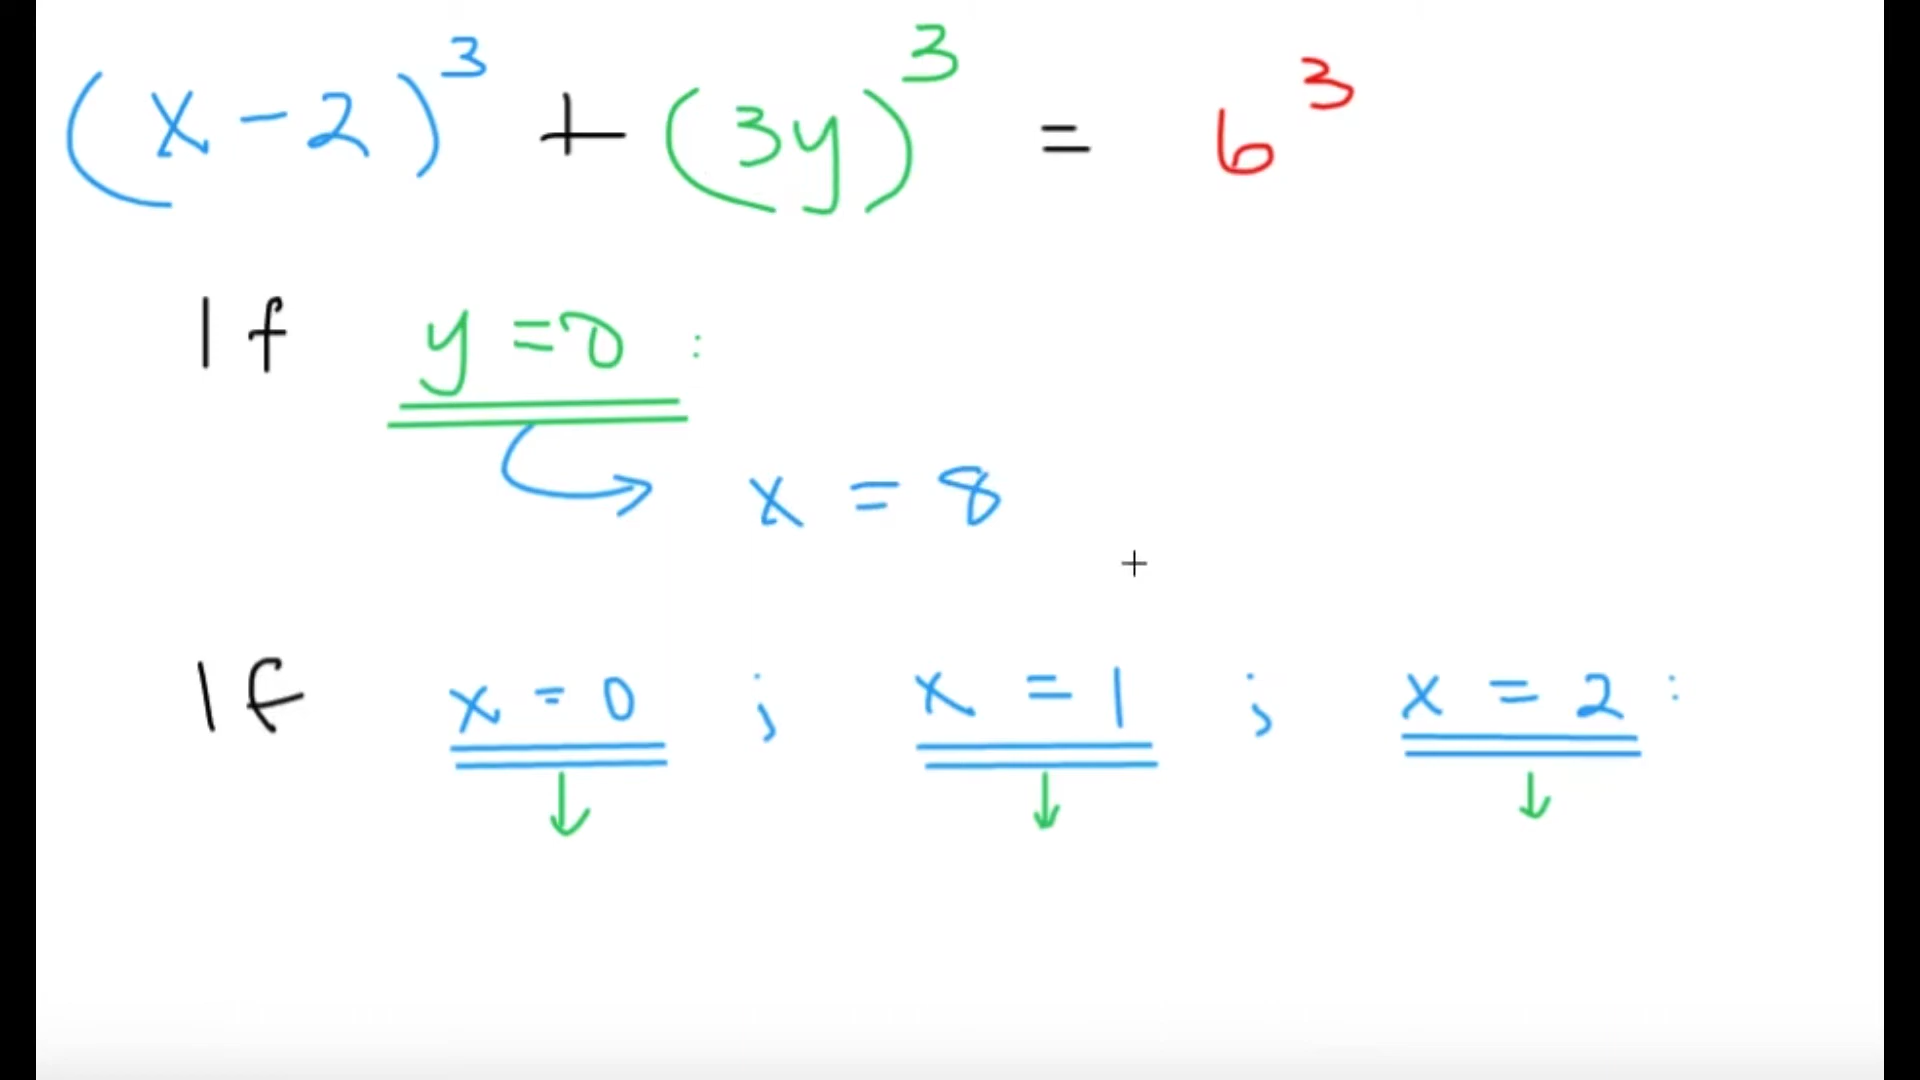 (x - 2)³ + (3y)³ = 6³
If y = 0 :
x = 8
If x = 0 ; x = 1 ; x = 2 :